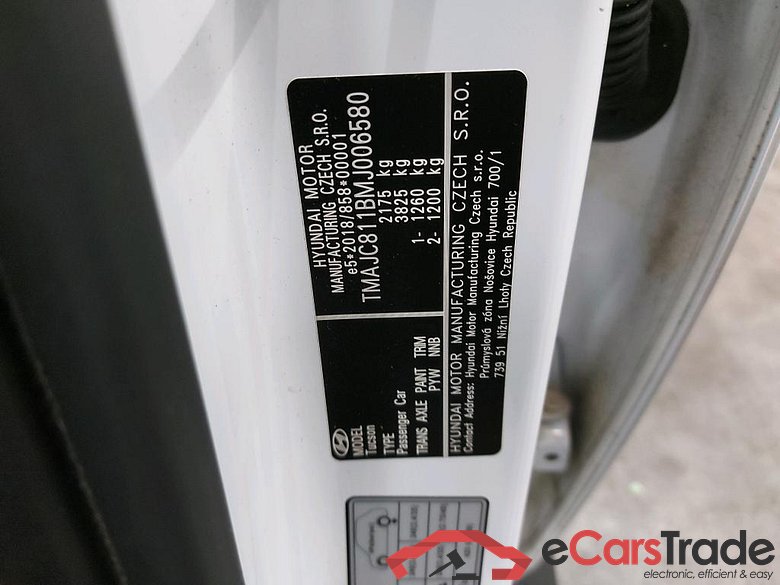 HYUNDAI MOTOR
MANUFACTURING CZECH S.R.O.
e5*2018/858*00001
TMAJC811BMJ006580
2175 kg
3825 kg
1- 1260 kg
2- 1200 kg
MODEL
Tucson
TYPE
Passenger Car
TRANS AXLE PAINT TRIM
PYW NNB
HYUNDAI MOTOR MANUFACTURING CZECH S.R.O.
Contact Address: Hyundai Motor Manufacturing Czech s.r.o.
Průmyslová zóna Nošovice Hyundai 700/1
739 51 Nižní Lhoty Czech Republic
eCarsTrade
electronic, efficient & easy